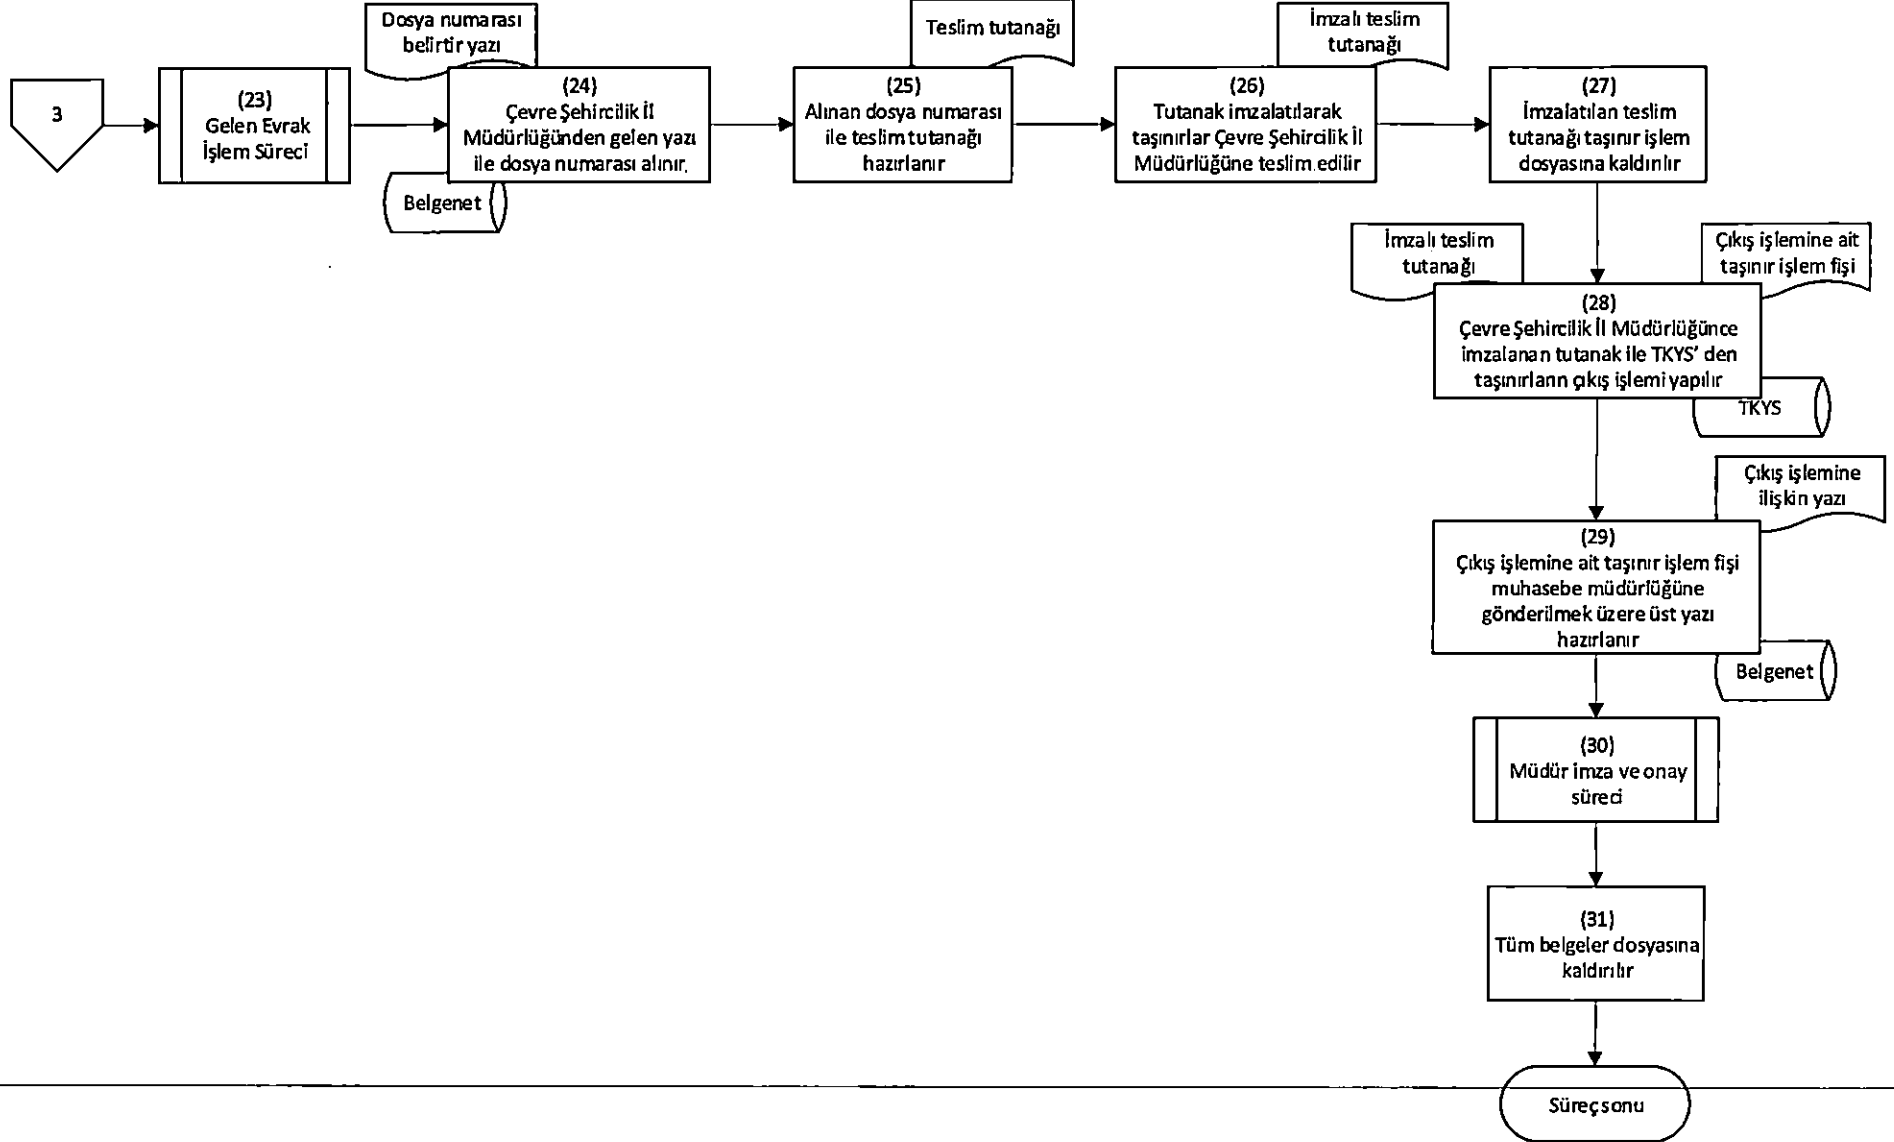 3
(23)
Gelen Evrak
İşlem Süreci
Dosya numarası
belirtir yazı
(24)
Çevre Şehircilik İl
Müdürlüğünden gelen yazı
ile dosya numarası alınır.
Belgenet
Teslim tutanağı
(25)
Alınan dosya numarası
ile teslim tutanağı
hazırlanır
İmzalı teslim
tutanağı
(26)
Tutanak imzalatılarak
taşınırlar Çevre Şehircilik İl
Müdürlüğüne teslim edilir
(27)
İmzalatılan teslim
tutanağı taşınır işlem
dosyasına kaldırılır
İmzalı teslim
tutanağı
Çıkış işlemine ait
taşınır işlem fişi
(28)
Çevre Şehircilik İl Müdürlüğünce
imzalanan tutanak ile TKYS' den
taşınırların çıkış işlemi yapılır
TKYS
Çıkış işlemine
ilişkin yazı
(29)
Çıkış işlemine ait taşınır işlem fişi
muhasebe müdürlüğüne
gönderilmek üzere üst yazı
hazırlanır
Belgenet
(30)
Müdür imza ve onay
süreci
(31)
Tüm belgeler dosyasına
kaldırılır
Süreç sonu